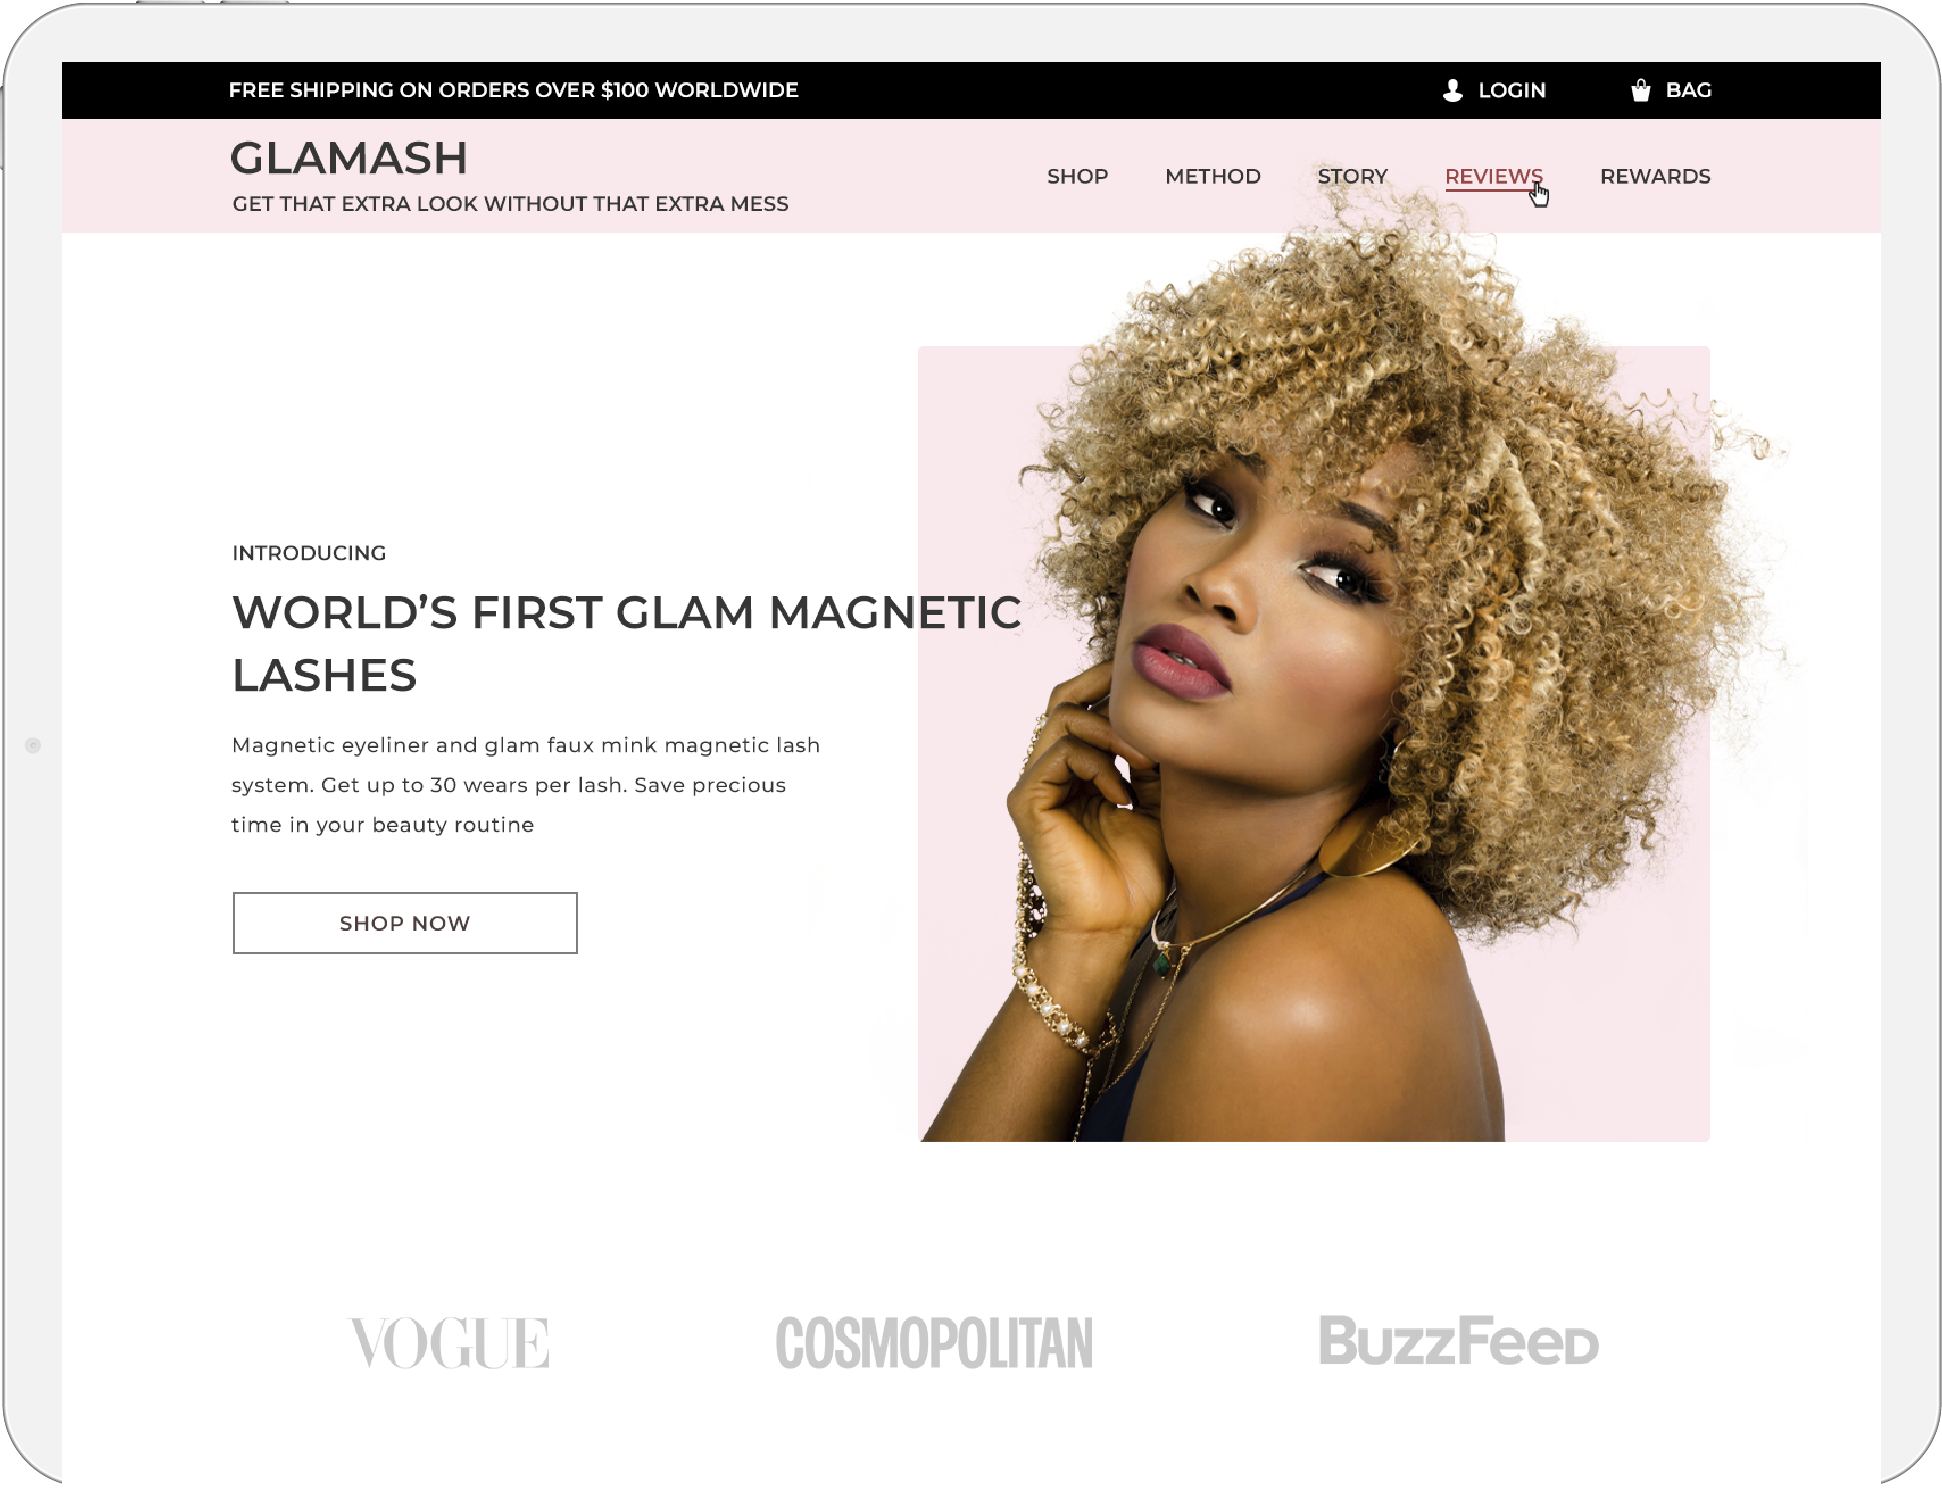 FREE SHIPPING ON ORDERS OVER $100 WORLDWIDE
LOGIN
BAG
GLAMASH
GET THAT EXTRA LOOK WITHOUT THAT EXTRA MESS
SHOP
METHOD
STORY
REVIEWS
REWARDS
INTRODUCING
WORLD’S FIRST GLAM MAGNETIC
LASHES
Magnetic eyeliner and glam faux mink magnetic lash
system. Get up to 30 wears per lash. Save precious
time in your beauty routine
SHOP NOW
VOGUE
COSMOPOLITAN
BuzzFeeD